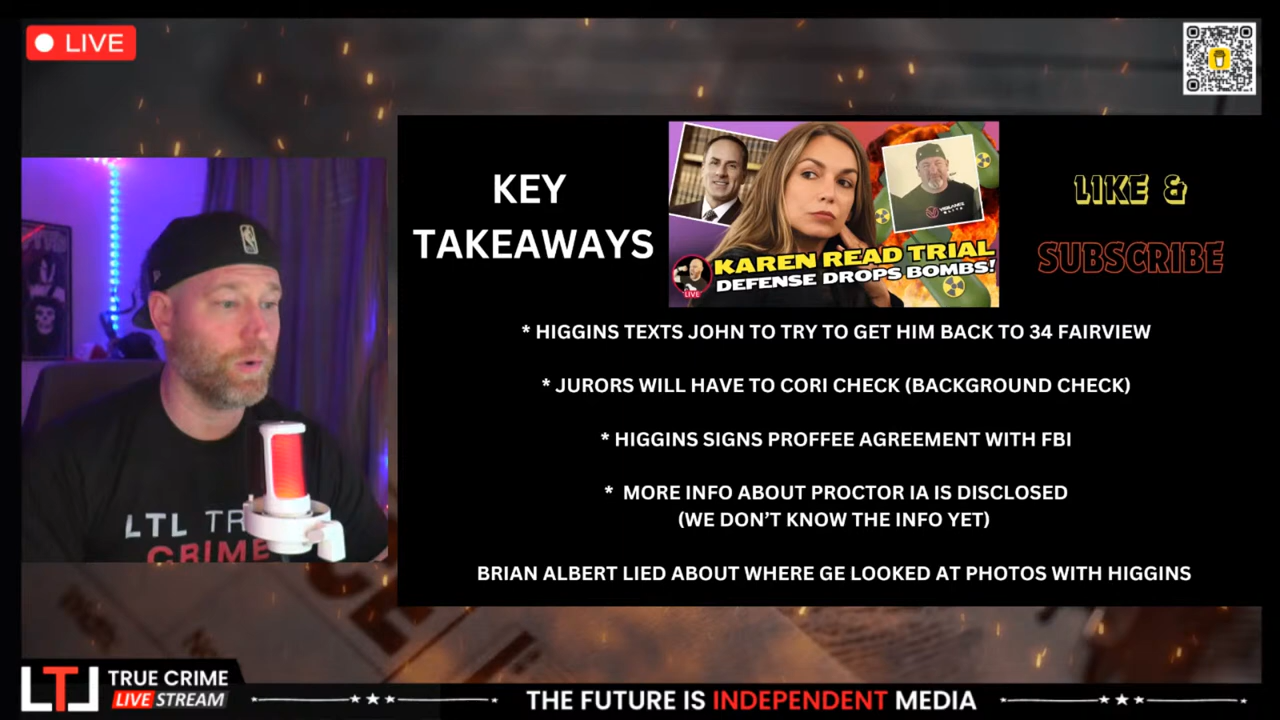 LIVE
KEY
TAKEAWAYS
KAREN READ TRIAL
DEFENSE DROPS BOMBS!
LIVE
LIKE &
SUBSCRIBE
* HIGGINS TEXTS JOHN TO TRY TO GET HIM BACK TO 34 FAIRVIEW
* JURORS WILL HAVE TO CORI CHECK (BACKGROUND CHECK)
* HIGGINS SIGNS PROFFEE AGREEMENT WITH FBI
* MORE INFO ABOUT PROCTOR IA IS DISCLOSED
(WE DON'T KNOW THE INFO YET)
BRIAN ALBERT LIED ABOUT WHERE GE LOOKED AT PHOTOS WITH HIGGINS
LTL TR
CRIME
LTL TRUE CRIME
LIVE STREAM
THE FUTURE IS INDEPENDENT MEDIA